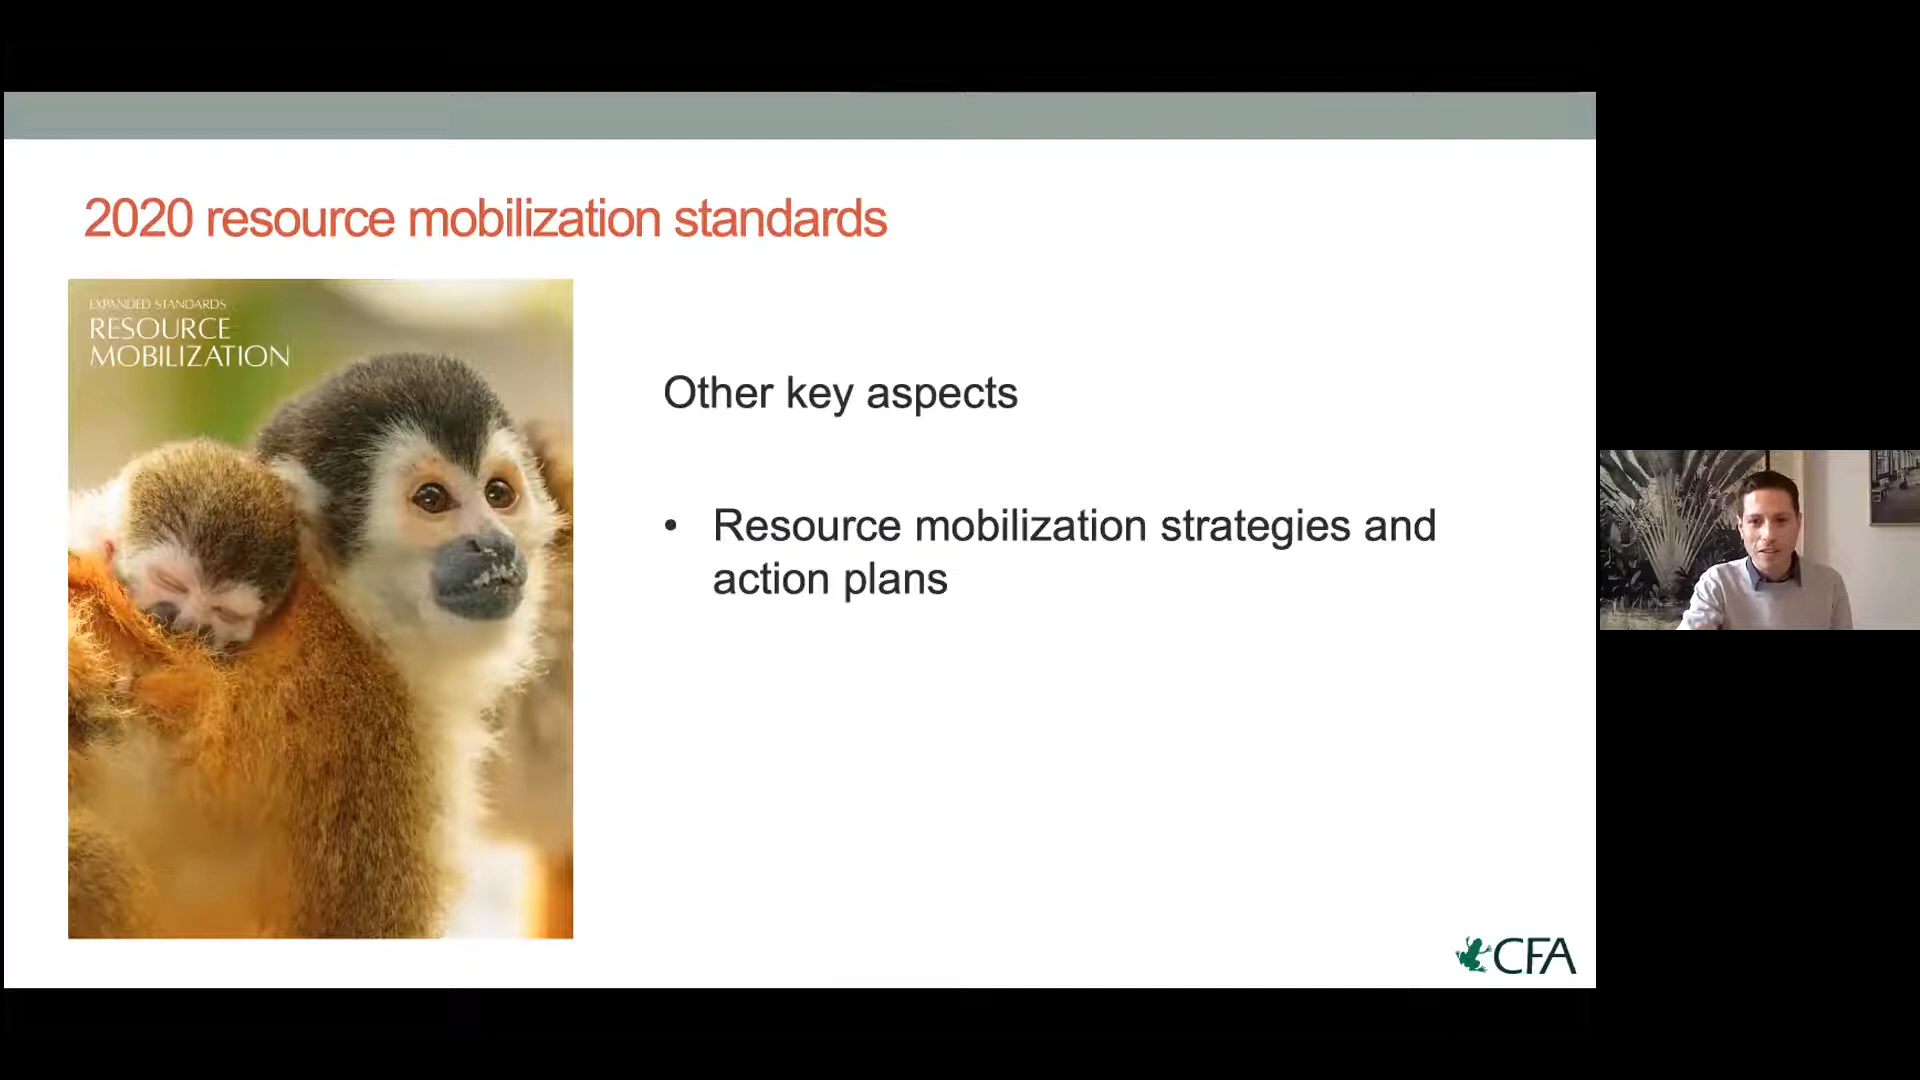 2020 resource mobilization standards
EXPANDED STANDARDS
RESOURCE
MOBILIZATION
Other key aspects
• Resource mobilization strategies and
action plans
CFA